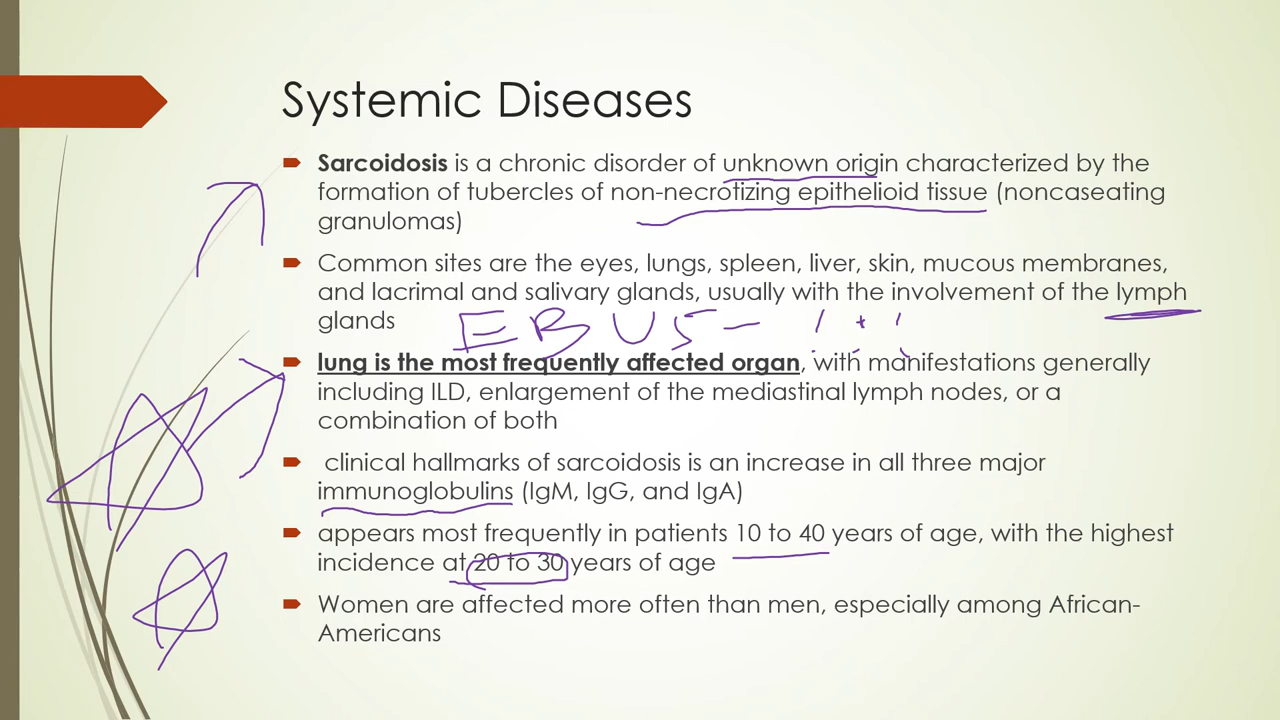 Systemic Diseases
Sarcoidosis is a chronic disorder of unknown origin characterized by the
formation of tubercles of non-necrotizing epithelioid tissue (noncaseating
granulomas)
Common sites are the eyes, lungs, spleen, liver, skin, mucous membranes,
and lacrimal and salivary glands, usually with the involvement of the lymph
glands
EBUS - !!!
lung is the most frequently affected organ, with manifestations generally
including ILD, enlargement of the mediastinal lymph nodes, or a
combination of both
clinical hallmarks of sarcoidosis is an increase in all three major
immunoglobulins (IgM, IgG, and IgA)
appears most frequently in patients 10 to 40 years of age, with the highest
incidence at 20 to 30 years of age
Women are affected more often than men, especially among African-
Americans